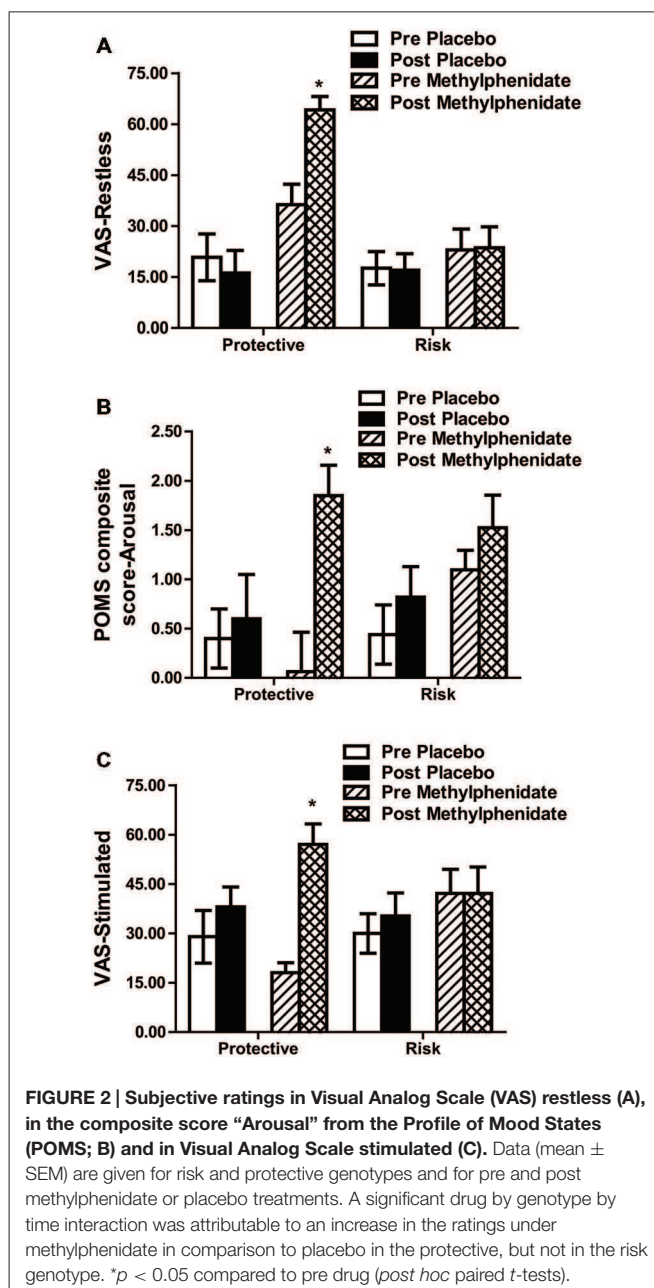 A
Pre Placebo
Post Placebo
Pre Methylphenidate
Post Methylphenidate
VAS-Restless
75.00
60.00
45.00
30.00
15.00
0.00
*
Protective
Risk
B
Pre Placebo
Post Placebo
Pre Methylphenidate
Post Methylphenidate
POMS composite
score-Arousal
2.50
2.00
1.50
1.00
0.50
0.00
*
Protective
Risk
C
Pre Placebo
Post Placebo
Pre Methylphenidate
Post Methylphenidate
VAS-Stimulated
75.00
60.00
45.00
30.00
15.00
0.00
*
Protective
Risk
FIGURE 2 | Subjective ratings in Visual Analog Scale (VAS) restless (A),
in the composite score “Arousal” from the Profile of Mood States
(POMS; B) and in Visual Analog Scale stimulated (C). Data (mean ±
SEM) are given for risk and protective genotypes and for pre and post
methylphenidate or placebo treatments. A significant drug by genotype by
time interaction was attributable to an increase in the ratings under
methylphenidate in comparison to placebo in the protective, but not in the risk
genotype. *p < 0.05 compared to pre drug (post hoc paired t-tests).